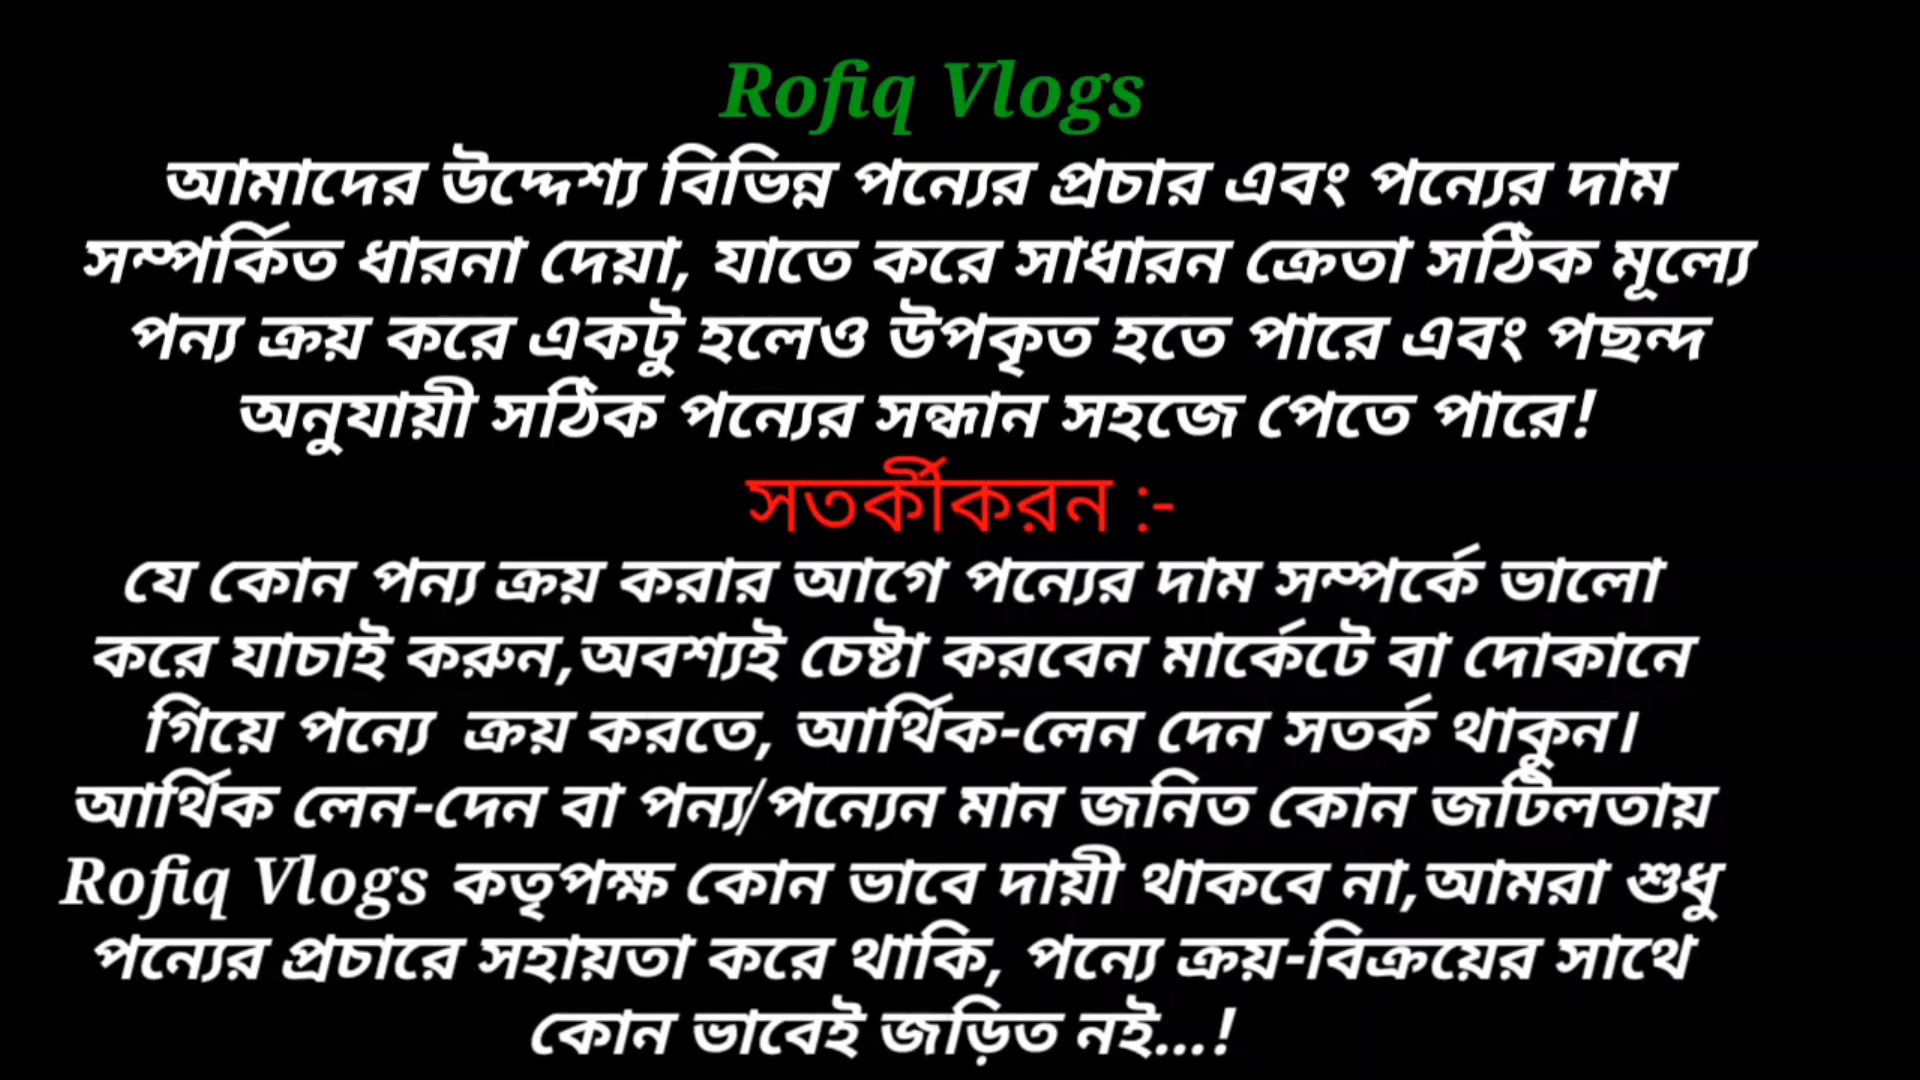 Rofiq Vlogs
আমাদের উদ্দেশ্য বিভিন্ন পন্যের প্রচার এবং পন্যের দাম
সম্পর্কিত ধারনা দেয়া, যাতে করে সাধারন ক্রেতা সঠিক মূল্যে
পন্য ক্রয় করে একটু হলেও উপকৃত হতে পারে এবং পছন্দ
অনুযায়ী সঠিক পন্যের সন্ধান সহজে পেতে পারে!
সতর্কীকরন :-
যে কোন পন্য ক্রয় করার আগে পন্যের দাম সম্পর্কে ভালো
করে যাচাই করুন,অবশ্যই চেষ্টা করবেন মার্কেটে বা দোকানে
গিয়ে পন্যে ক্রয় করতে, আর্থিক-লেন দেন সতর্ক থাকুন।
আর্থিক লেন-দেন বা পন্য/পন্যেন মান জনিত কোন জটিলতায়
Rofiq Vlogs কতৃপক্ষ কোন ভাবে দায়ী থাকবে না,আমরা শুধু
পন্যের প্রচারে সহায়তা করে থাকি, পন্যে ক্রয়-বিক্রয়ের সাথে
কোন ভাবেই জড়িত নই...!